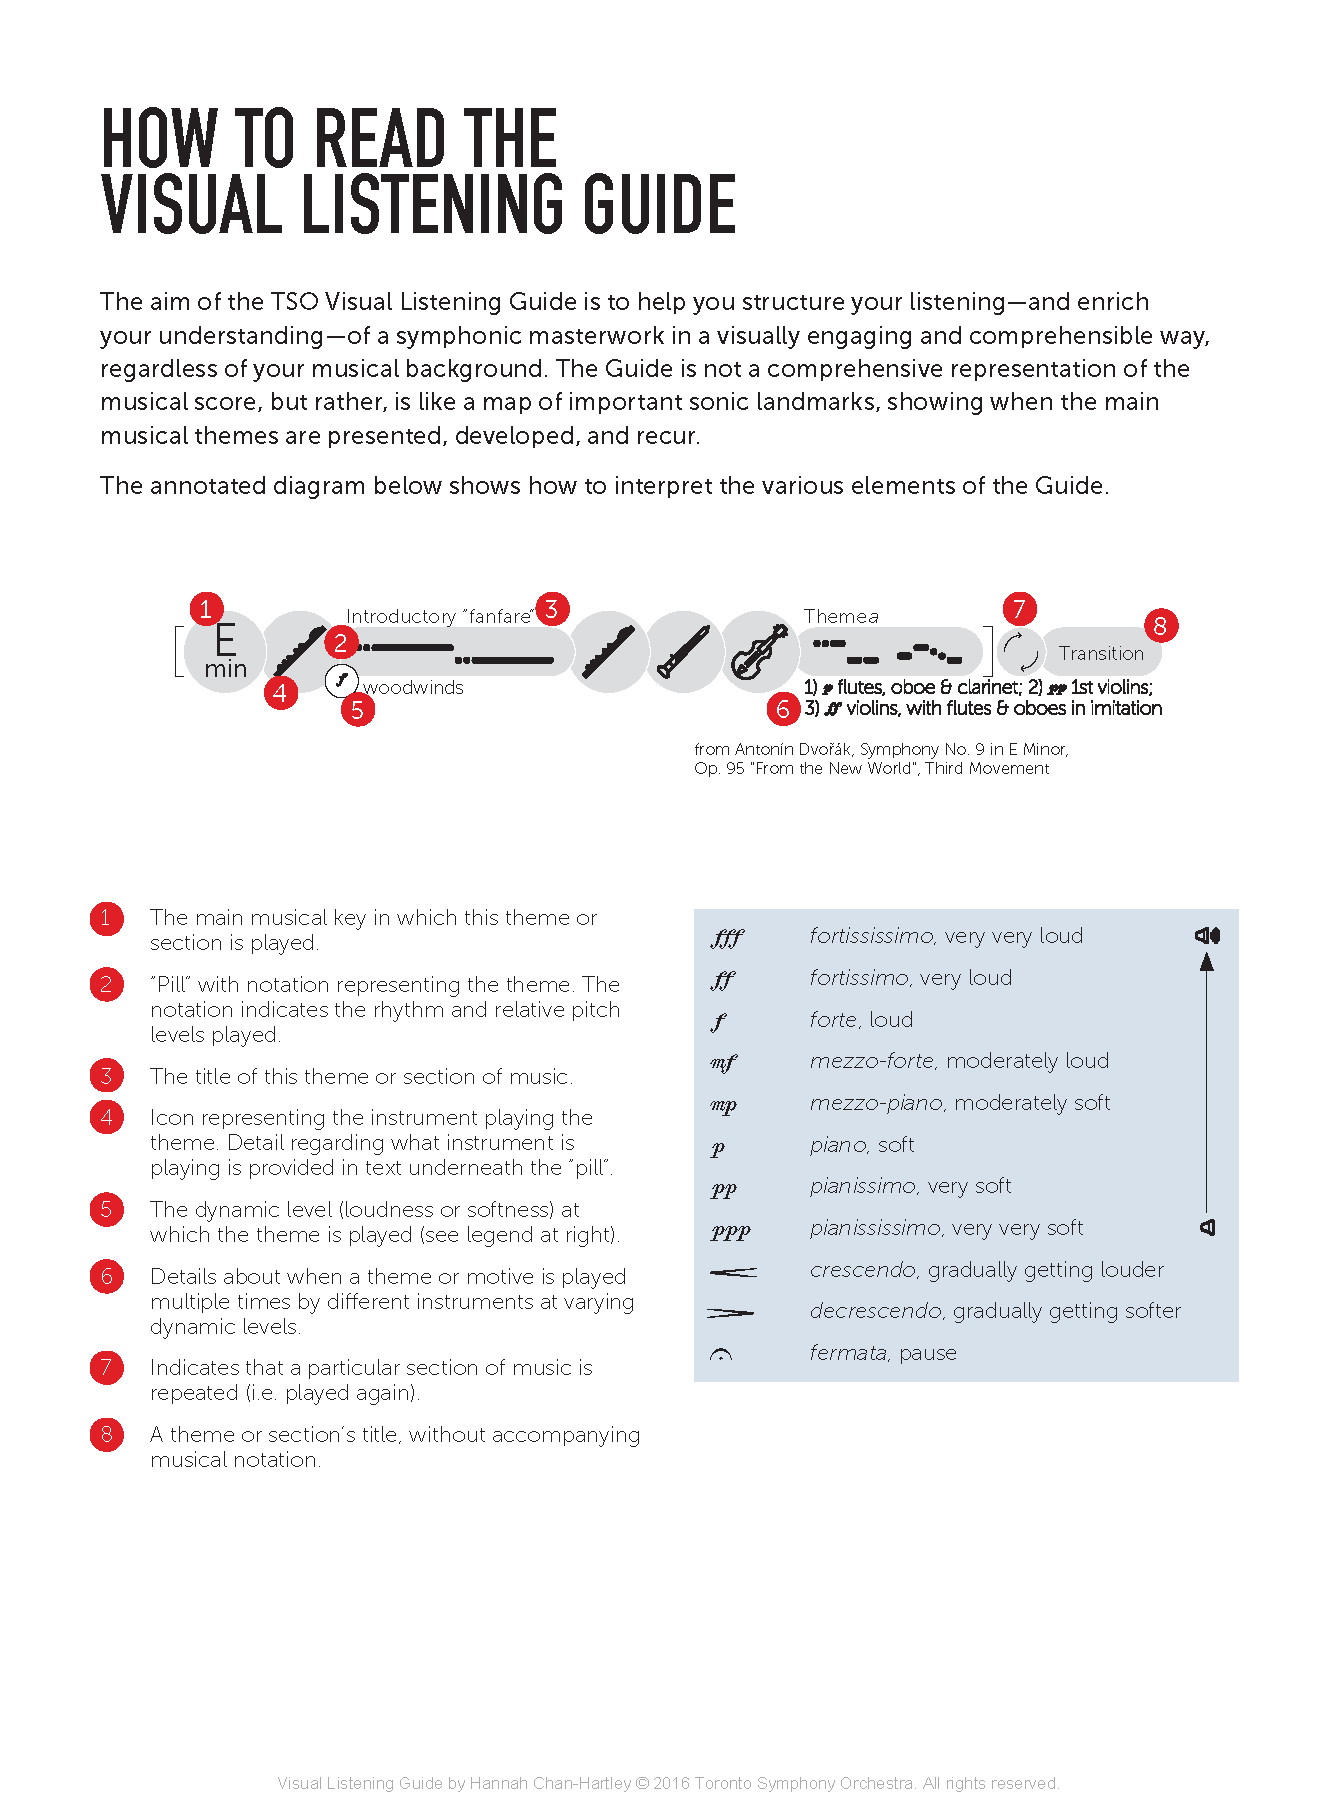 HOW TO READ THE
VISUAL LISTENING GUIDE
The aim of the TSO Visual Listening Guide is to help you structure your listening—and enrich
your understanding—of a symphonic masterwork in a visually engaging and comprehensible way,
regardless of your musical background. The Guide is not a comprehensive representation of the
musical score, but rather, is like a map of important sonic landmarks, showing when the main
musical themes are presented, developed, and recur.
The annotated diagram below shows how to interpret the various elements of the Guide.
1
E
min
4
2
Introductory "fanfare"
3
f
woodwinds
5
Theme a
7
8
Transition
6
1) p flutes, oboe & clarinet; 2) pp 1st violins;
3) ff violins, with flutes & oboes in imitation
from Antonín Dvořák, Symphony No. 9 in E Minor,
Op. 95 "From the New World", Third Movement
1 The main musical key in which this theme or
section is played.
2 "Pill" with notation representing the theme. The
notation indicates the rhythm and relative pitch
levels played.
3 The title of this theme or section of music.
4 Icon representing the instrument playing the
theme. Detail regarding what instrument is
playing is provided in text underneath the "pill".
5 The dynamic level (loudness or softness) at
which the theme is played (see legend at right).
6 Details about when a theme or motive is played
multiple times by different instruments at varying
dynamic levels.
7 Indicates that a particular section of music is
repeated (i.e. played again).
8 A theme or section's title, without accompanying
musical notation.
fff fortississimo, very very loud
ff fortissimo, very loud
f forte, loud
mf mezzo-forte, moderately loud
mp mezzo-piano, moderately soft
p piano, soft
pp pianissimo, very soft
ppp pianississimo, very very soft
crescendo, gradually getting louder
decrescendo, gradually getting softer
fermata, pause
Visual Listening Guide by Hannah Chan-Hartley © 2016 Toronto Symphony Orchestra. All rights reserved.